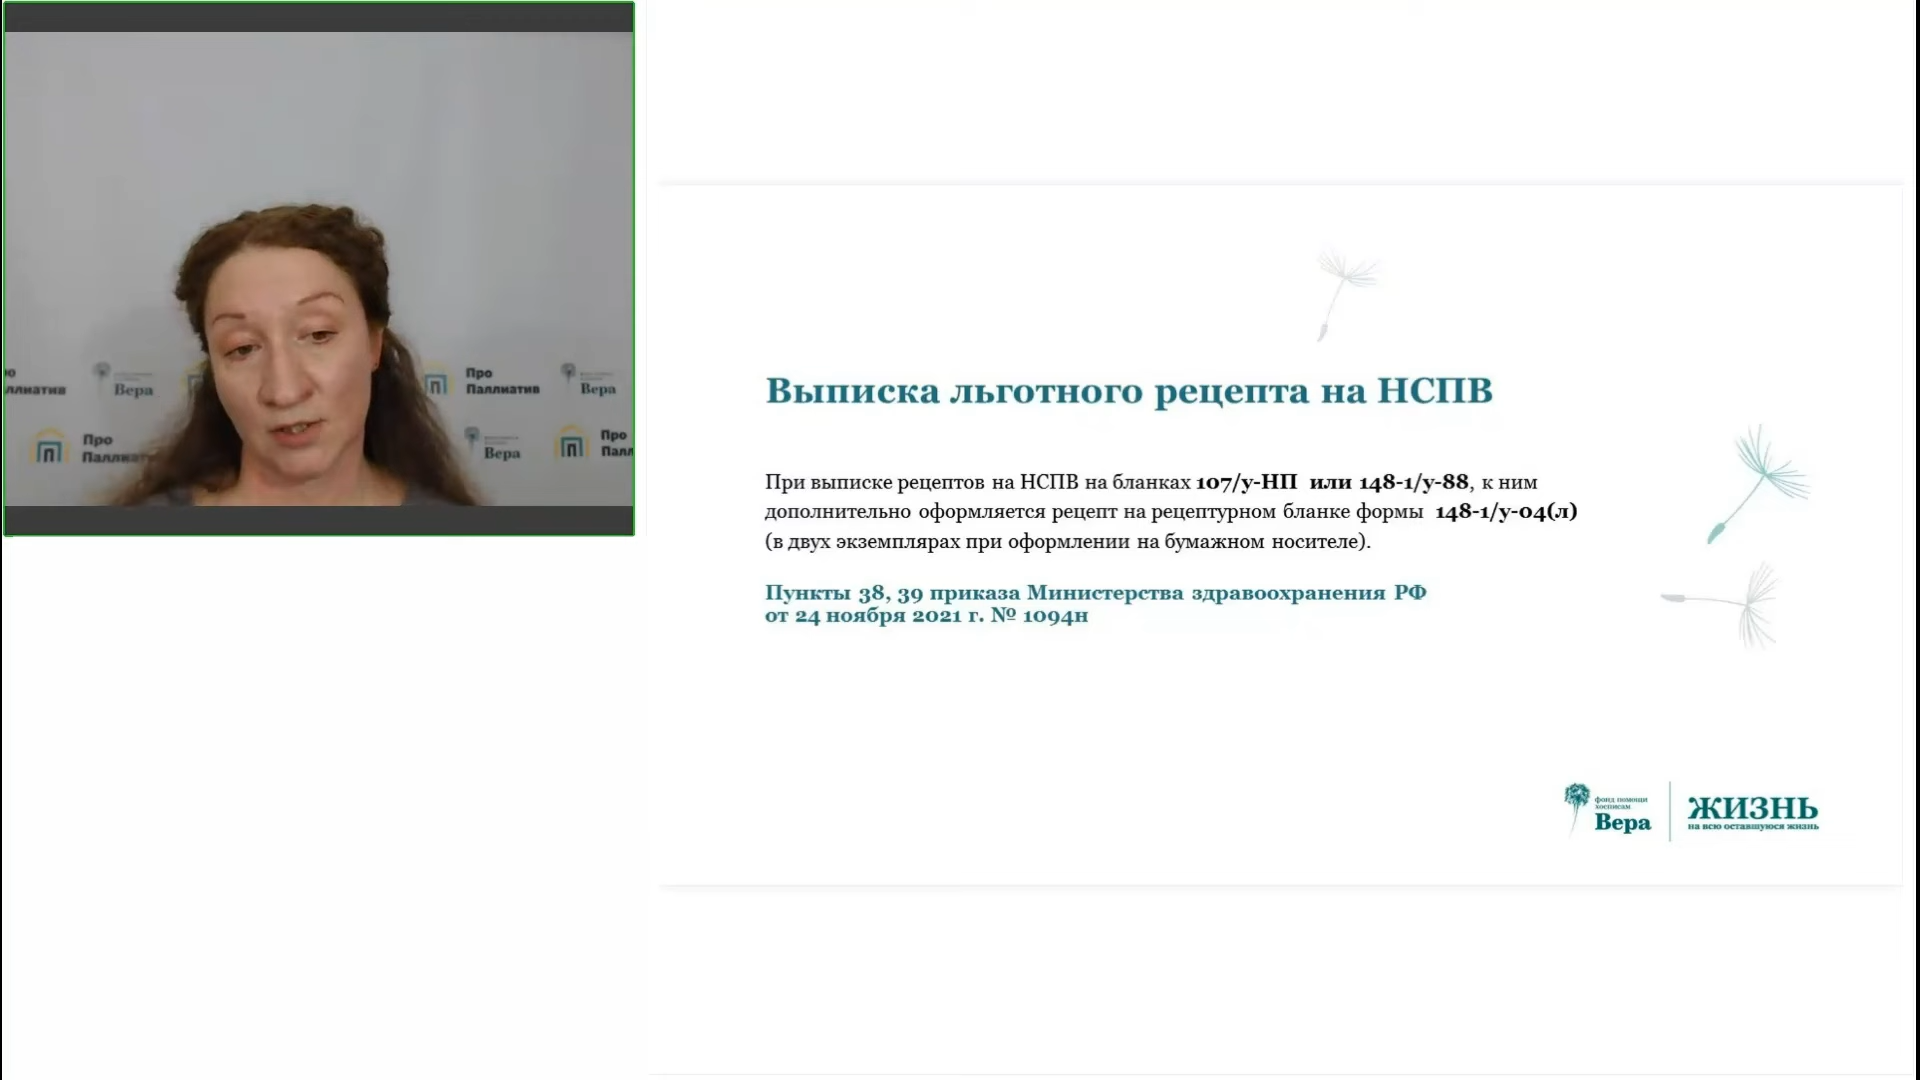 Про
Паллиатив
Вера
Вера
Про
Вера
Про
Выписка льготного рецепта на НСПВ
При выписке рецептов на НСПВ на бланках 107/у-НП или 148-1/у-88, к ним
дополнительно оформляется рецепт на рецептурном бланке формы 148-1/у-04(л)
(в двух экземплярах при оформлении на бумажном носителе).
Пункты 38, 39 приказа Министерства здравоохранения РФ
от 24 ноября 2021 г. № 1094н
фонд помощи
хосписам
Вера
ЖИЗНЬ
на всю оставшуюся жизнь